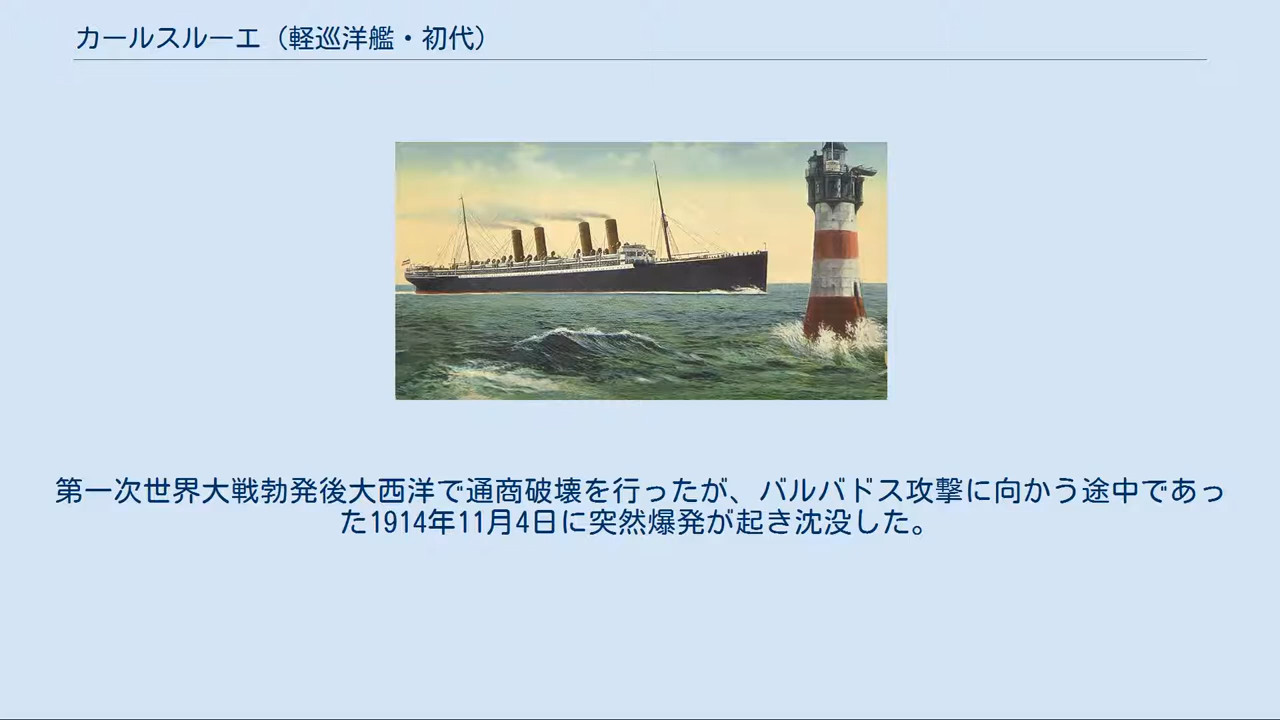 カールスルーエ（軽巡洋艦・初代）
第一次世界大戦勃発後大西洋で通商破壊を行ったが、バルバドス攻撃に向かう途中であっ
た1914年11月4日に突然爆発が起き沈没した。